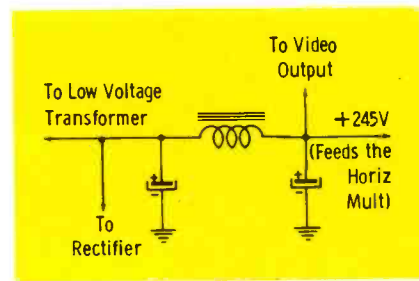 To Video
Output
To Low Voltage
Transformer
+245V
(Feeds the
Horiz
Mult)
To
Rectifier
+
-
+
-